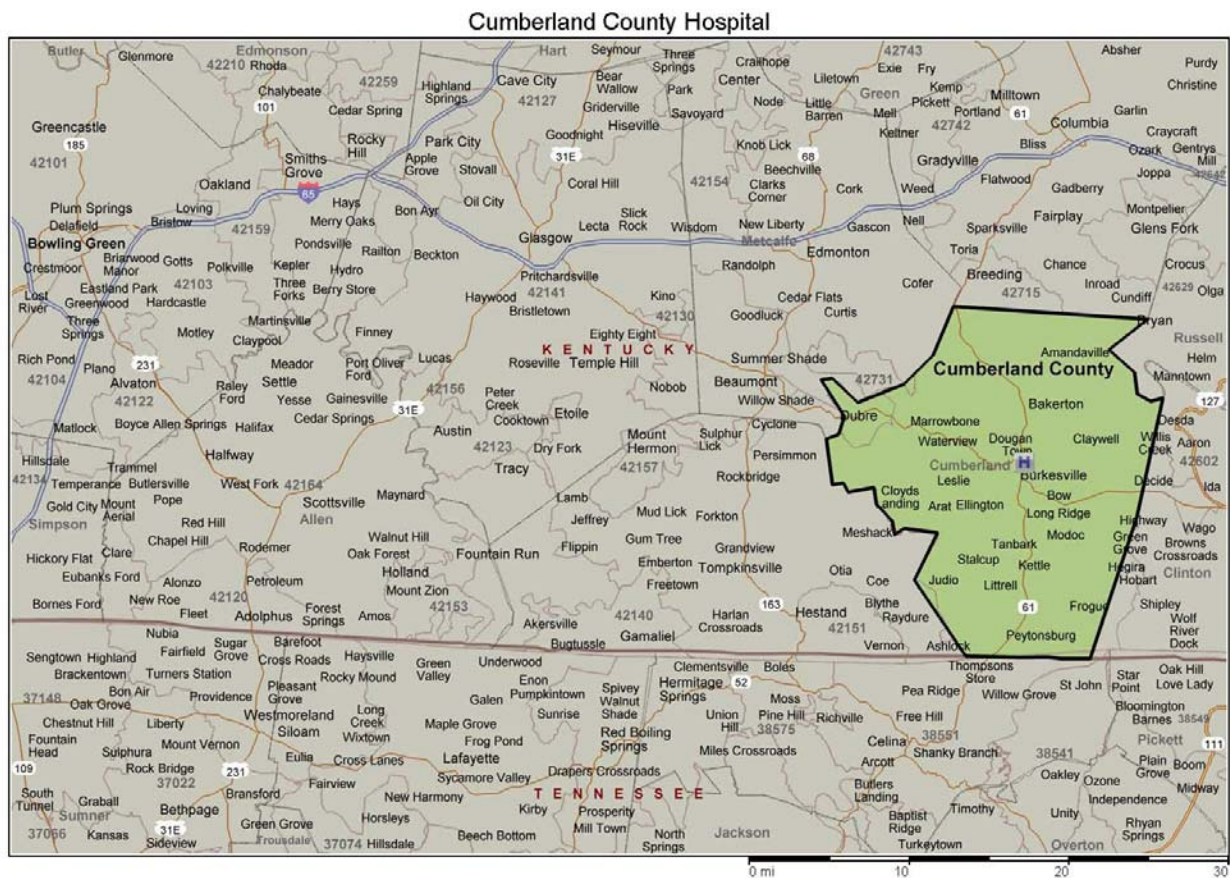 Cumberland County Hospital
Butler
Glenmore
Edmonson
42210 Rhoda
42259
Chalybeate
101
Cedar Spring
Highland
Springs
Hart
Seymour
Cave City
42127
Bear
Wallow
Griderville
Hiseville
Goodnight
31E
Three
Springs
Park
Savoyard
Crailhope
Center
Node
Liletown
Little
Barren
Green
42743
Exie
Fry
Kemp
Pickett
Portland
Milltown
61
Mell
42742
Keltner
Absher
Purdy
Christine
Garlin
Columbia
Bliss
Craycraft
Ozark
Gentrys
Mill
42642
Joppa
Greencastle
185
42101
Rocky
Hill
Park City
Smiths
Grove
65
Apple
Grove
Stovall
Coral Hill
Oil City
Knob Lick
68
Beechville
42154
Clarks
Corner
Cork
Gradyville
Weed
Flatwood
Gadberry
Oakland
Plum Springs
Loving
Delafield
Bristow
42159
Hays
Merry Oaks
Bon Ayr
Slick
Rock
Lecta
Wisdom
New Liberty
Metcalfe
Gascon
Nell
Fairplay
Sparksville
Montpelier
Glens Fork
Bowling Green
Crestmoor
Briarwood
Manor
Gotts
Polkville
Pondsville
Railton
Beckton
Glasgow
Edmonton
Toria
Eastland Park
42103
Kepler
Hydro
Three
Forks
Berry Store
Pritchardsville
42141
Randolph
Breeding
Chance
Crocus
Lost
River
Greenwood
Hardcastle
Haywood
Bristletown
Kino
42130
Cedar Flats
Curtis
Cofer
42715
Inroad
Cundiff
42629
Olga
Three
Springs
Motley
Martinsville
Claypool
Finney
Goodluck
Bryan
Russell
Rich Pond
42104
Plano
231
Alvaton
42122
Meador
Port Oliver
Ford
Lucas
42156
Eighty Eight
KENTUCKY
Roseville
Temple Hill
Summer Shade
42731
Amandaville
Cumberland County
Helm
Manntown
127
Raley
Ford
Settle
Yesse
Gainesville
31E
Peter
Creek
Cooktown
Nobob
Beaumont
Willow Shade
Bakerton
Boyce Allen Springs
Halifax
Cedar Springs
Etoile
Cyclone
Dubre
Marrowbone
Desda
Matlock
Austin
42123
Dry Fork
Mount
Hermon
42157
Sulphur
Lick
Waterview
Dougan
Town
Claywell
Willis
Creek
Aaron
42602
Hillsdale
42134
Halfway
Tracy
Persimmon
Cumberland
H
Burkesville
Trammel
Temperance
Butlersville
West Fork
42164
Rockbridge
Leslie
Decide
Ida
Gold City
Mount
Aerial
Pope
Scottsville
Maynard
Lamb
Cloyds
Landing
Arat
Ellington
Bow
Long Ridge
Simpson
Red Hill
Allen
Jeffrey
Mud Lick
Forkton
Highway
Wago
Chapel Hill
Walnut Hill
Meshack
Modoc
Green
Grove
Browns
Crossroads
Hickory Flat
Clare
Rodemer
Oak Forest
Fountain Run
Flippin
Gum Tree
Grandview
Tanbark
Stalcup
Kettle
Hegira
Clinton
Eubanks Ford
Alonzo
Petroleum
Holland
Emberton
Freetown
Tompkinsville
Otia
Coe
Judio
Littrell
Hobart
Bornes Ford
New Roe
Fleet
42120
Adolphus
Forest
Springs
Mount Zion
Amos
42153
Akersville
42140
Harlan
Crossroads
163
Hestand
42151
Blythe
Raydure
61
Frogue
Shipley
Wolf
River
Dock
Nubia
Fairfield
Sugar
Grove
Barefoot
Bugtussle
Gamaliel
Vernon
Ashlock
Peytonsburg
Sengtown
Highland
Brackentown
Turners Station
Cross Roads
Haysville
Rocky Mound
Green
Valley
Underwood
Enon
Pumpkintown
Clementsville
Boles
Hermitage
Springs
52
Thompsons
Store
St John
Star
Point
Oak Hill
Love Lady
37148
Bon Air
Oak Grove
Providence
Pleasant
Grove
Westmoreland
Galen
Sunrise
Spivey
Walnut
Shade
Moss
Pine Hill
38575
Richville
Pea Ridge
Willow Grove
Bloomington
Barnes
38549
Chestnut Hill
Liberty
Siloam
Long
Creek
Wixtown
Maple Grove
Union
Hill
Free Hill
38551
Pickett
Fountain
Head
Sulphura
Mount Vernon
Eulia
Cross Lanes
Frog Pond
Lafayette
Red Boiling
Springs
Miles Crossroads
Celina
Shanky Branch
38541
111
109
Rock Bridge
37022
231
Fairview
Sycamore Valley
Drapers Crossroads
Arcott
Oakley
Ozone
Plain
Grove
Boom
South
Tunnel
Graball
Sumner
Bransford
New Harmony
TENNESSEE
Butlers
Landing
Independence
Midway
Bethpage
31E
Green Grove
Horsleys
Kirby
Prosperity
Baptist
Ridge
Timothy
Unity
Rhyan
Springs
37066
Kansas
Sideview
Trousdale
37074
Hillsdale
Beech Bottom
Mill Town
North
Springs
Jackson
Turkeytown
Overton
0 mi
10
20
30